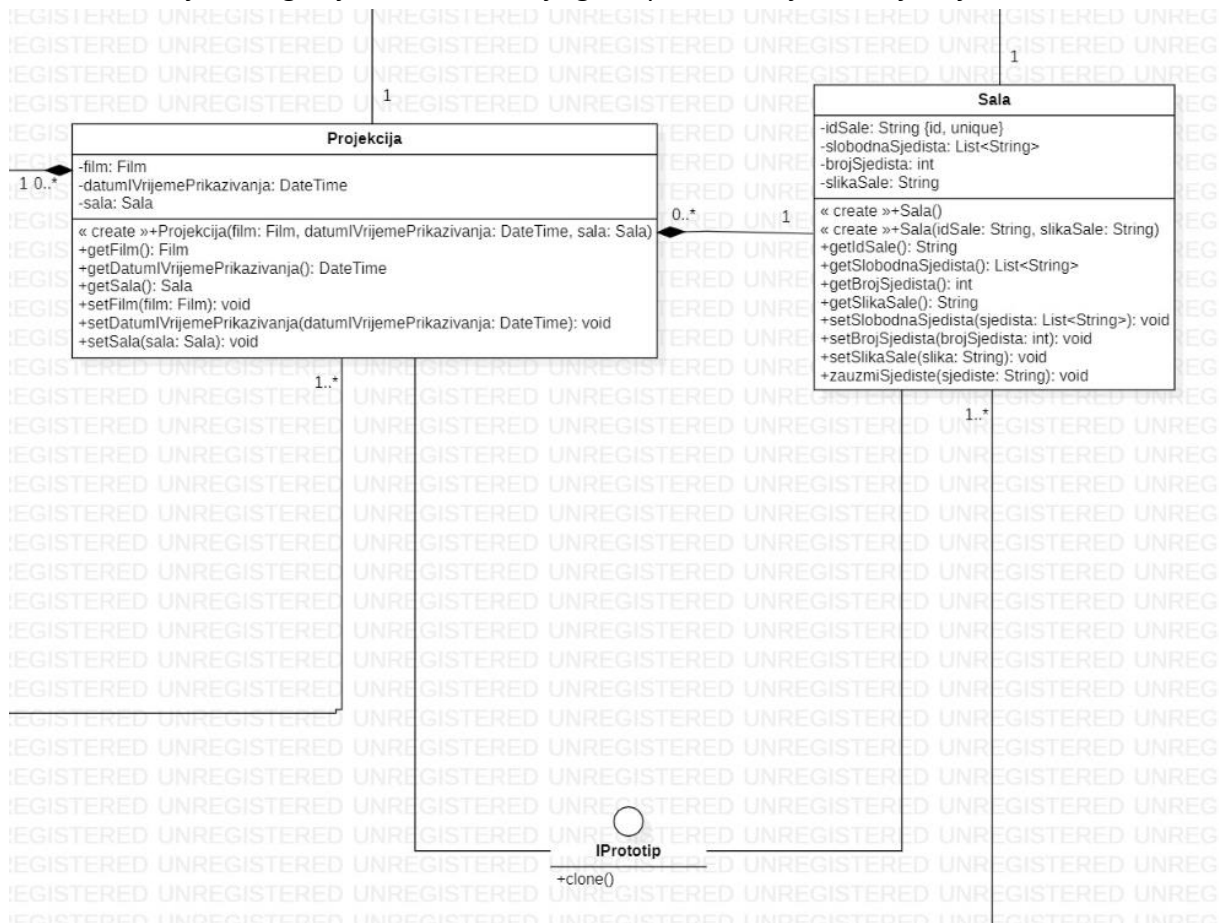 1
1
Projekcija
-film: Film
-datumIVrijemePrikazivanja: DateTime
-sala: Sala
« create »+Projekcija(film: Film, datumIVrijemePrikazivanja: DateTime, sala: Sala)
+getFilm(): Film
+getDatumIVrijemePrikazivanja(): DateTime
+getSala(): Sala
+setFilm(film: Film): void
+setDatumIVrijemePrikazivanja(datumIVrijemePrikazivanja: DateTime): void
+setSala(sala: Sala): void
1 0..*
0..*
1
1..*
Sala
-idSale: String {id, unique}
-slobodnaSjedista: List<String>
-brojSjedista: int
-slikaSale: String
« create »+Sala()
« create »+Sala(idSale: String, slikaSale: String)
+getIdSale(): String
+getSlobodnaSjedista(): List<String>
+getBrojSjedista(): int
+getSlikaSale(): String
+setSlobodnaSjedista(sjedista: List<String>): void
+setBrojSjedista(brojSjedista: int): void
+setSlikaSale(slika: String): void
+zauzmiSjediste(sjediste: String): void
1..*
IPrototip
+clone()
UNREGISTERED